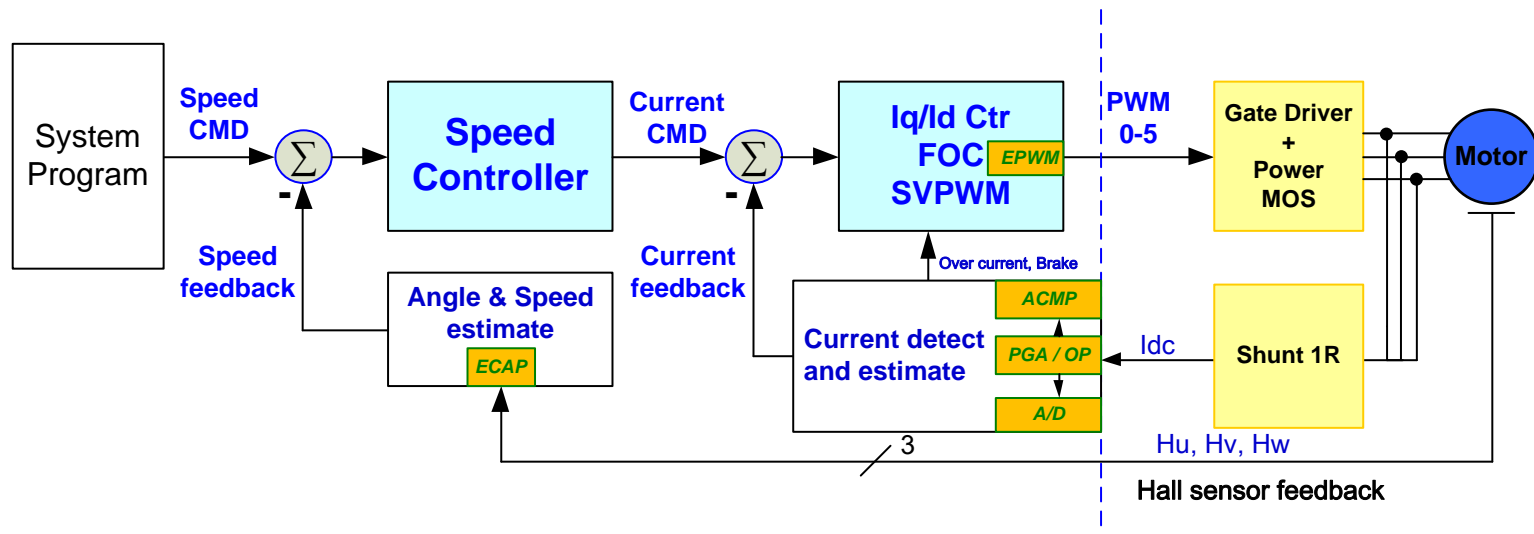 System
Program
Speed
CMD
∑
-
Speed
feedback
Speed
Controller
Angle & Speed
estimate
ECAP
Current
CMD
∑
-
Current
feedback
Iq/Id Ctr
FOC
EPWM
SVPWM
Over current, Brake
Current detect
and estimate
ACMP
PGA / OP
A/D
PWM
0-5
Gate Driver
+
Power
MOS
Motor
Idc
Shunt 1R
3
Hu, Hv, Hw
Hall sensor feedback